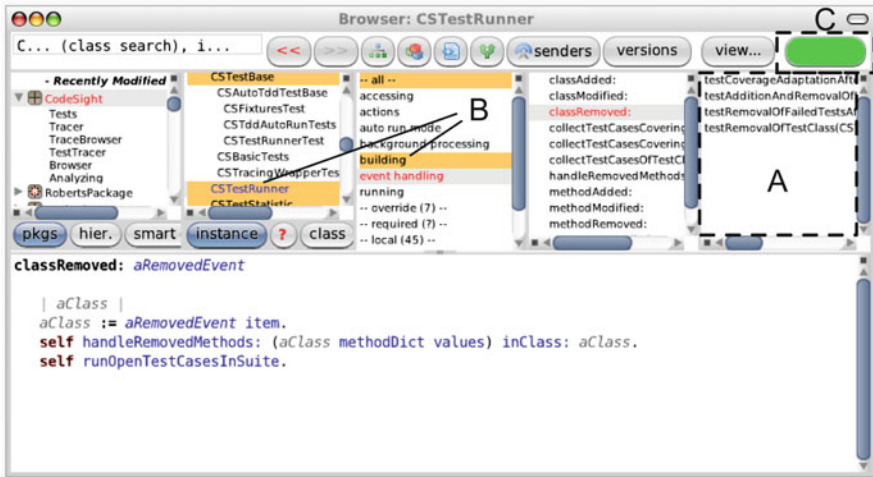 Browser: CSTestRunner
C
C... (class search), i...
<<
>>
senders
versions
view...
- Recently Modified
CodeSight
Tests
Tracer
TraceBrowser
TestTracer
Browser
Analyzing
RobertsPackage
pkgs
hier.
smart
CSTestBase
CSAutoTddTestBase
CSFixturesTest
CSTddAutoRunTests
CSTestRunnerTest
CSBasicTests
CSTracingWrapperTes
CSTestRunner
CSTestStatistic
instance
?
class
-- all --
accessing
actions
auto run mode
background processing
building
event handling
running
-- override (7) --
-- required (?) --
-- local (45) --
B
classAdded:
classModified:
classRemoved:
collectTestCasesCovering
collectTestCasesCovering
collectTestCasesOfTestCl
handleRemovedMethods
methodAdded:
methodModified:
methodRemoved:
testCoverageAdaptationAft
testAdditionAndRemovalOf
testRemovalOfFailedTestsAf
testRemovalOfTestClass(CS
A
classRemoved: aRemovedEvent
| aClass |
aClass := aRemovedEvent item.
self handleRemovedMethods: (aClass methodDict values) inClass: aClass.
self runOpenTestCasesInSuite.